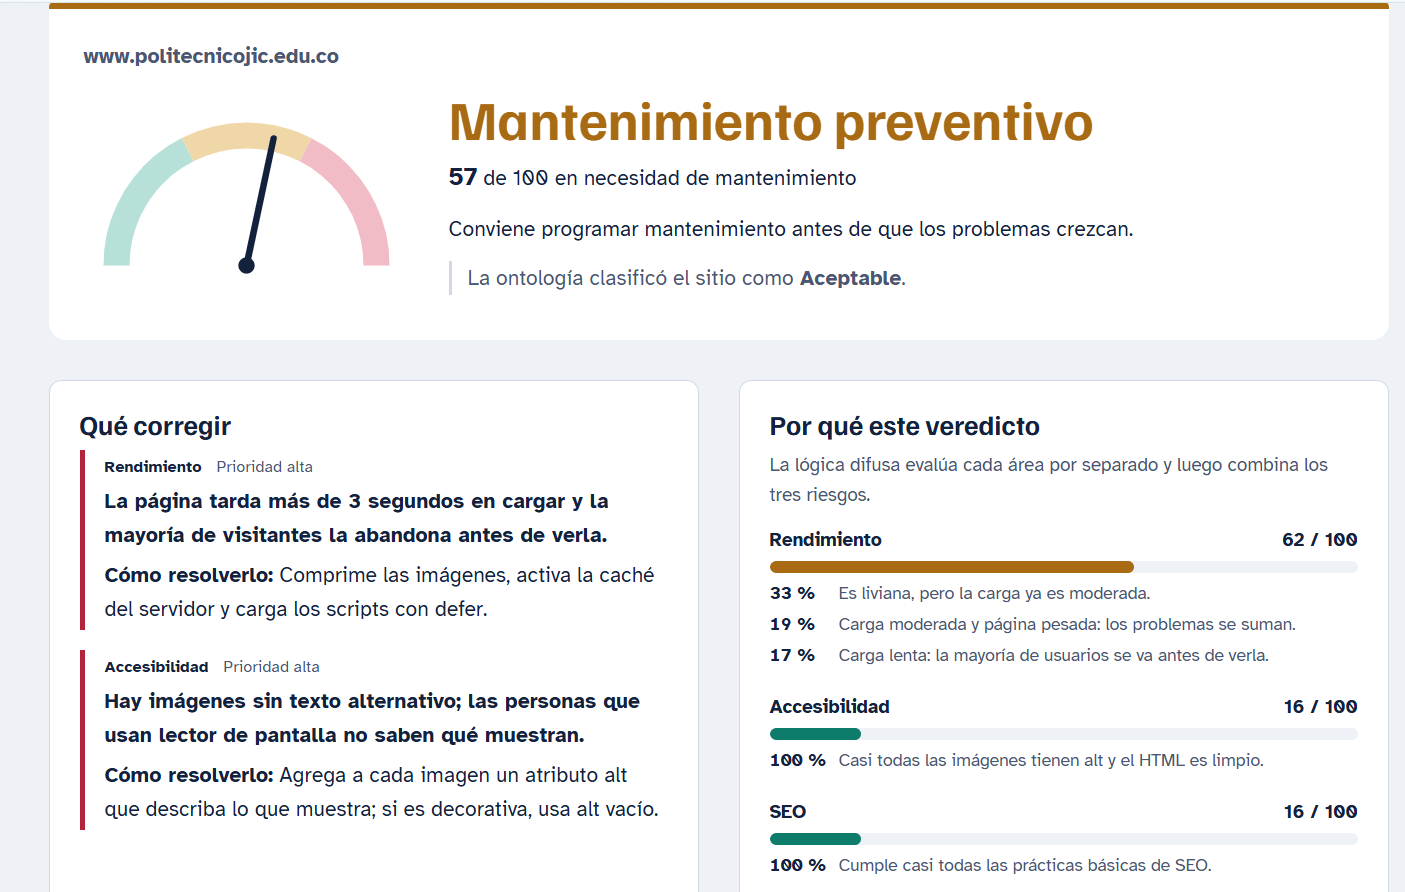 www.politecnicojic.edu.co
Mantenimiento preventivo
57 de 100 en necesidad de mantenimiento
Conviene programar mantenimiento antes de que los problemas crezcan.
La ontología clasificó el sitio como Aceptable.
Qué corregir
Rendimiento Prioridad alta
La página tarda más de 3 segundos en cargar y la
mayoría de visitantes la abandona antes de verla.
Cómo resolverlo: Comprime las imágenes, activa la caché
del servidor y carga los scripts con defer.
Accesibilidad Prioridad alta
Hay imágenes sin texto alternativo; las personas que
usan lector de pantalla no saben qué muestran.
Cómo resolverlo: Agrega a cada imagen un atributo alt
que describa lo que muestra; si es decorativa, usa alt vacío.
Por qué este veredicto
La lógica difusa evalúa cada área por separado y luego combina los
tres riesgos.
Rendimiento 62 / 100
33 % Es liviana, pero la carga ya es moderada.
19 % Carga moderada y página pesada: los problemas se suman.
17 % Carga lenta: la mayoría de usuarios se va antes de verla.
Accesibilidad 16 / 100
100 % Casi todas las imágenes tienen alt y el HTML es limpio.
SEO 16 / 100
100 % Cumple casi todas las prácticas básicas de SEO.